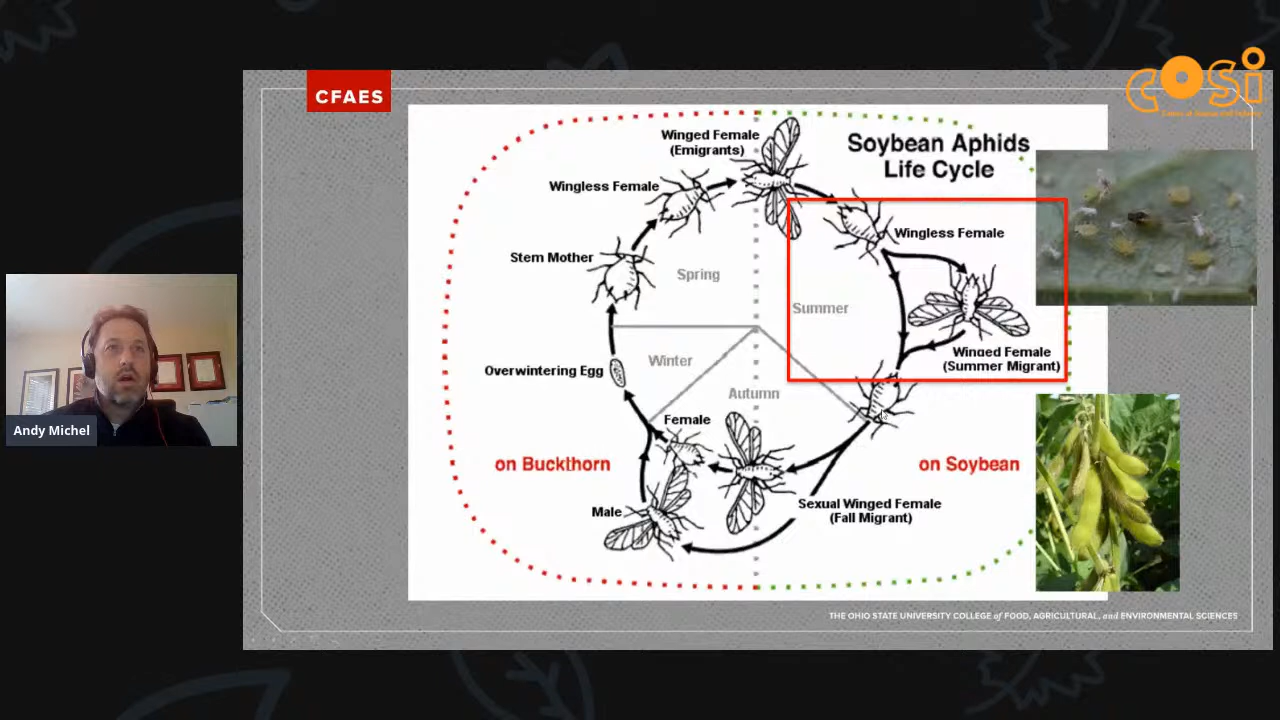 CFAES
COSI
Winged Female
(Emigrants)
Soybean Aphids
Life Cycle
Wingless Female
Wingless Female
Stem Mother
Spring
Summer
Winged Female
(Summer Migrant)
Winter
Overwintering Egg
Autumn
Female
on Buckthorn
on Soybean
Sexual Winged Female
(Fall Migrant)
Male
Andy Michel
THE OHIO STATE UNIVERSITY COLLEGE of FOOD, AGRICULTURAL, and ENVIRONMENTAL SCIENCES